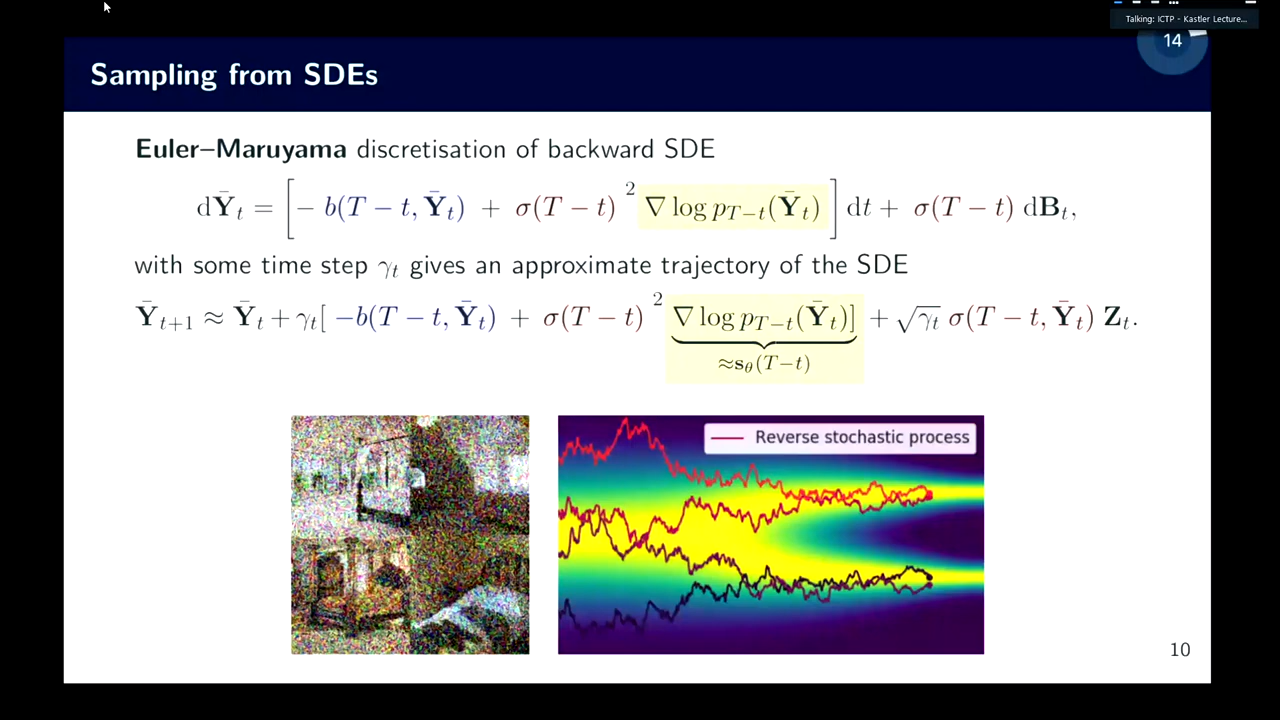 Talking: ICTP - Kastler Lecture...
14
Sampling from SDEs
Euler–Maruyama discretisation of backward SDE
dȲ_t = [− b(T − t, Ȳ_t) + σ(T − t)² ∇ log p_{T−t}(Ȳ_t)] dt + σ(T − t) dB_t,
with some time step γ_t gives an approximate trajectory of the SDE
Ȳ_{t+1} ≈ Ȳ_t + γ_t[ −b(T − t, Ȳ_t) + σ(T − t)² ∇ log p_{T−t}(Ȳ_t)] + √γ_t σ(T − t, Ȳ_t) Z_t.
≈s_θ(T−t)
Reverse stochastic process
10